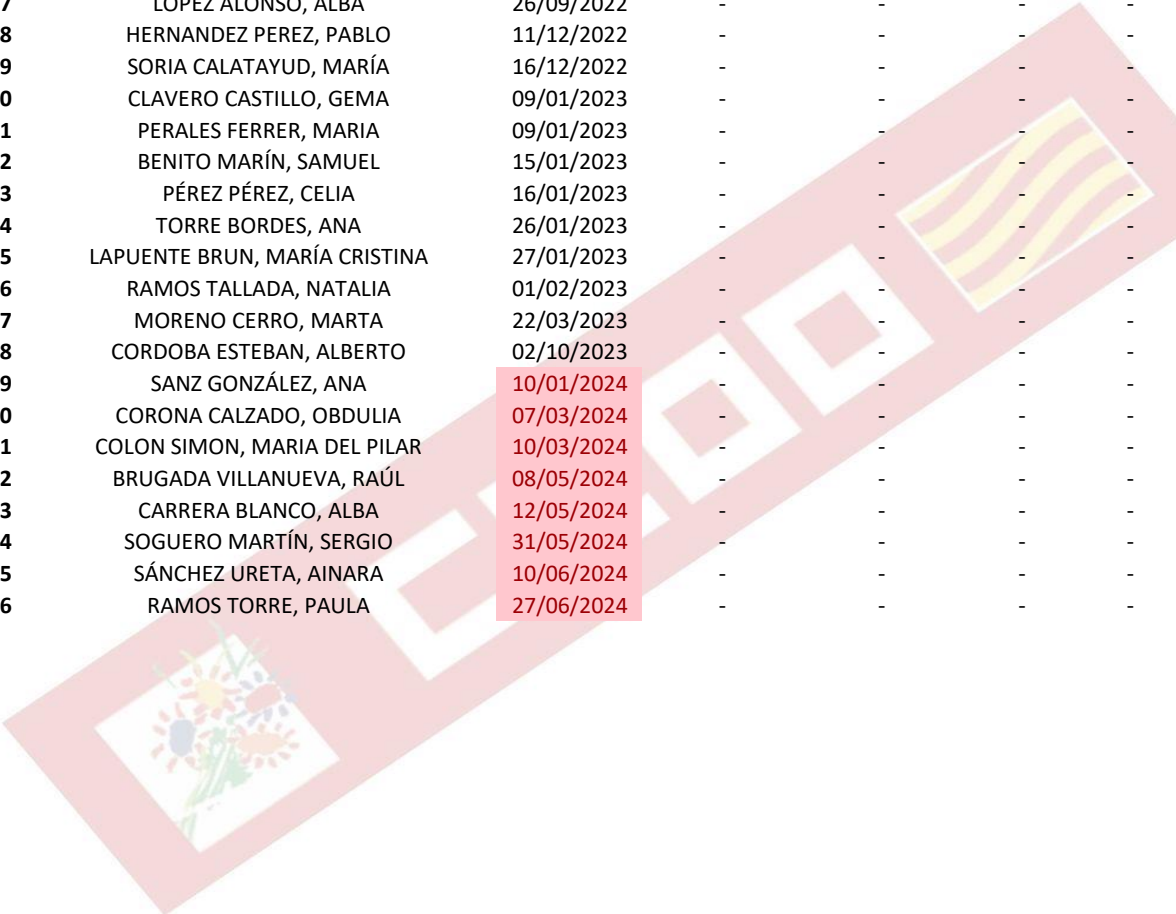 7 LOPEZ ALONSO, ALBA 26/09/2022 - - - -
8 HERNANDEZ PEREZ, PABLO 11/12/2022 - - - -
9 SORIA CALATAYUD, MARÍA 16/12/2022 - - - -
0 CLAVERO CASTILLO, GEMA 09/01/2023 - - - -
1 PERALES FERRER, MARIA 09/01/2023 - - - -
2 BENITO MARÍN, SAMUEL 15/01/2023 - - - -
3 PÉREZ PÉREZ, CELIA 16/01/2023 - - - -
4 TORRE BORDES, ANA 26/01/2023 - - - -
5 LAPUENTE BRUN, MARÍA CRISTINA 27/01/2023 - - - -
6 RAMOS TALLADA, NATALIA 01/02/2023 - - - -
7 MORENO CERRO, MARTA 22/03/2023 - - - -
8 CORDOBA ESTEBAN, ALBERTO 02/10/2023 - - - -
9 SANZ GONZÁLEZ, ANA 10/01/2024 - - - -
0 CORONA CALZADO, OBDULIA 07/03/2024 - - - -
1 COLON SIMON, MARIA DEL PILAR 10/03/2024 - - - -
2 BRUGADA VILLANUEVA, RAÚL 08/05/2024 - - - -
3 CARRERA BLANCO, ALBA 12/05/2024 - - - -
4 SOGUERO MARTÍN, SERGIO 31/05/2024 - - - -
5 SÁNCHEZ URETA, AINARA 10/06/2024 - - - -
6 RAMOS TORRE, PAULA 27/06/2024 - - - -